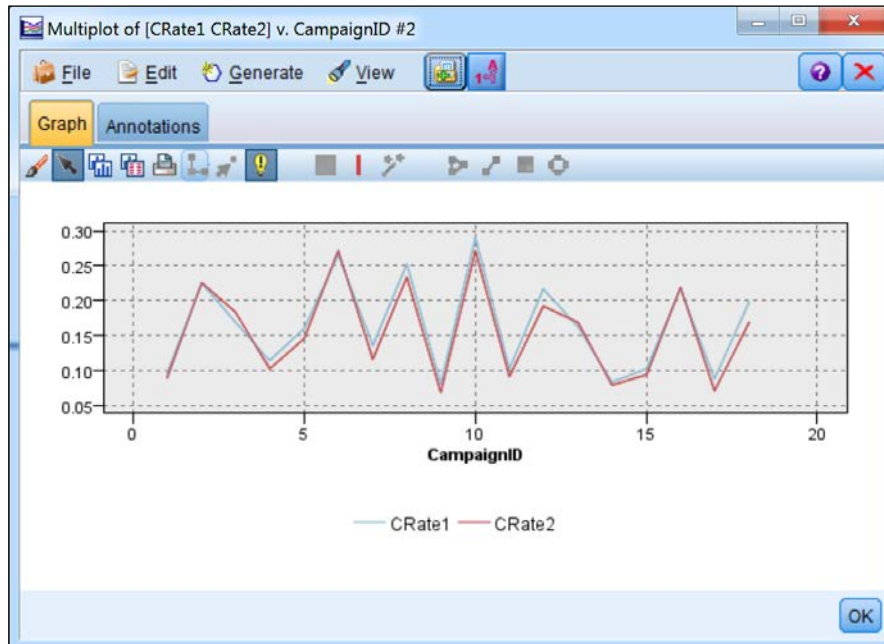 Multiplot of [CRate1 CRate2] v. CampaignID #2
File Edit Generate View
Graph Annotations
0.30
0.25
0.20
0.15
0.10
0.05
0 5 10 15 20
CampaignID
CRate1 CRate2
OK